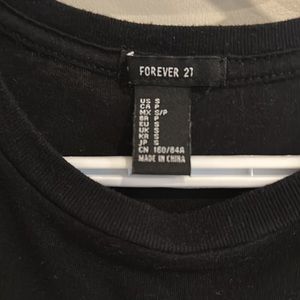 FOREVER 21
US S
CA P
MX S/P
BR P
EU S
UK S
KR S
JP S
CN 160/84A
MADE IN CHINA